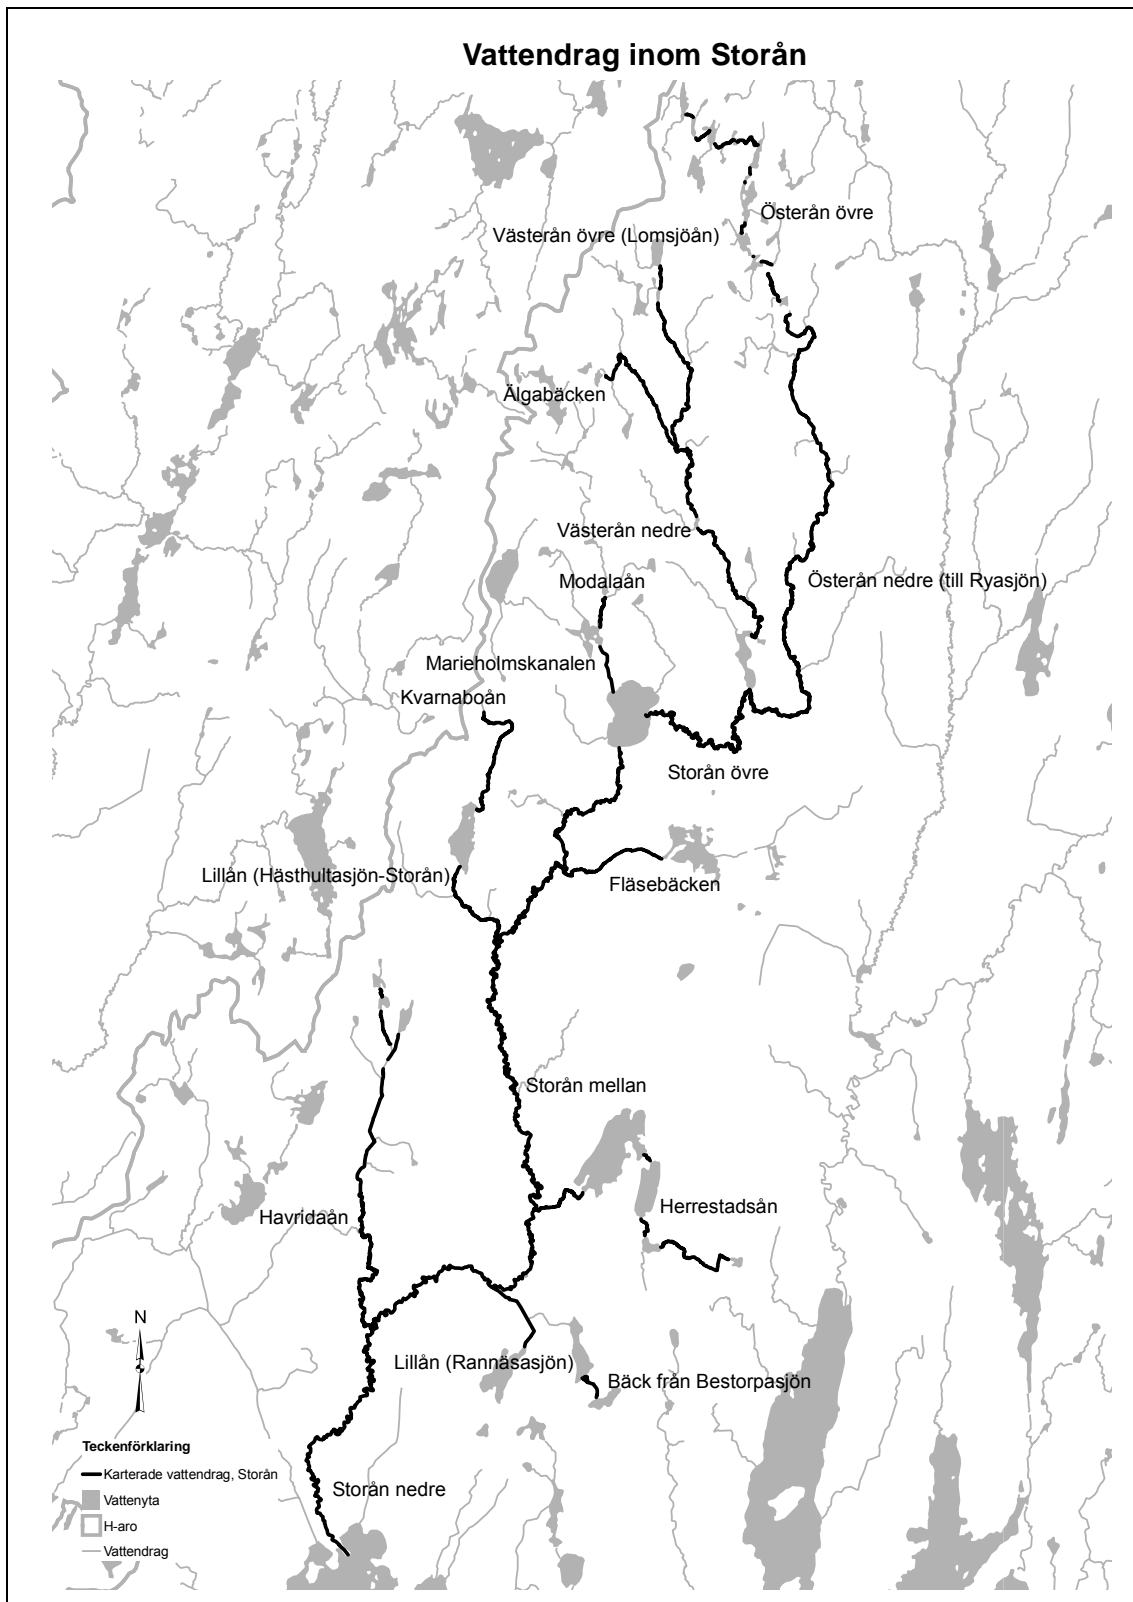 Vattendrag inom Storån
Österån övre
Västerån övre (Lomsjöån)
Älgabäcken
Västerån nedre
Modalaån
Österån nedre (till Ryasjön)
Marieholmskanalen
Kvarnaboån
Storån övre
Lillån (Hästhultasjön-Storån)
Fläsebäcken
Storån mellan
Herrestadsån
Havridaån
N
Lillån (Rannäsasjön)
Bäck från Bestorpasjön
Teckenförklaring
Karterade vattendrag, Storån
Storån nedre
Vattenyta
H-aro
Vattendrag